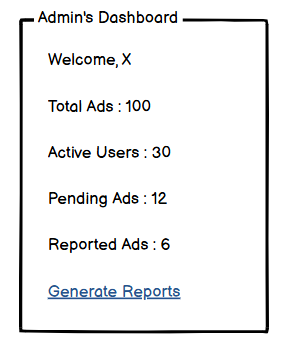 Admin's Dashboard
Welcome, X
Total Ads : 100
Active Users : 30
Pending Ads : 12
Reported Ads : 6
Generate Reports